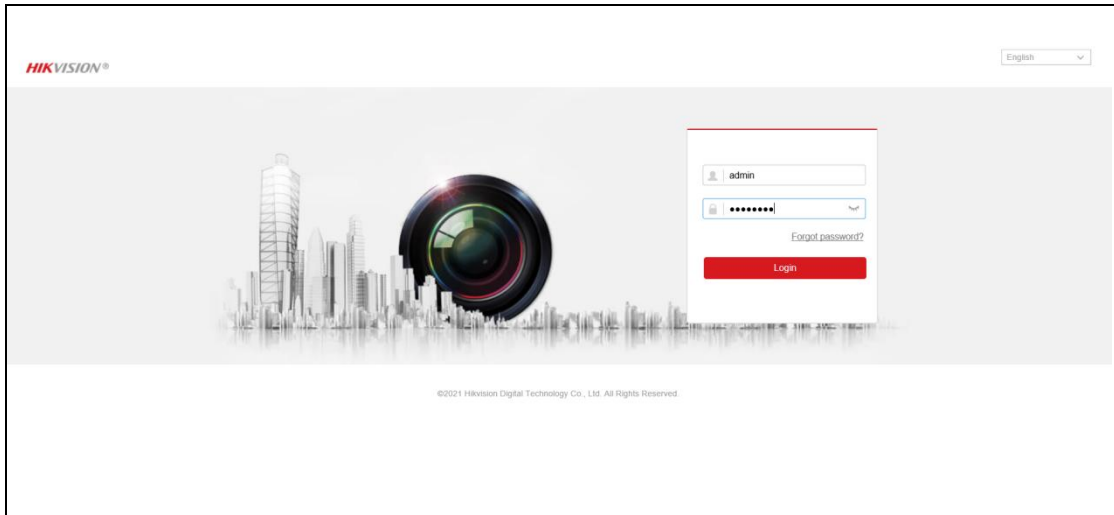 HIKVISION®
English
admin
••••••••
Forgot password?
Login
©2021 Hikvision Digital Technology Co., Ltd. All Rights Reserved.